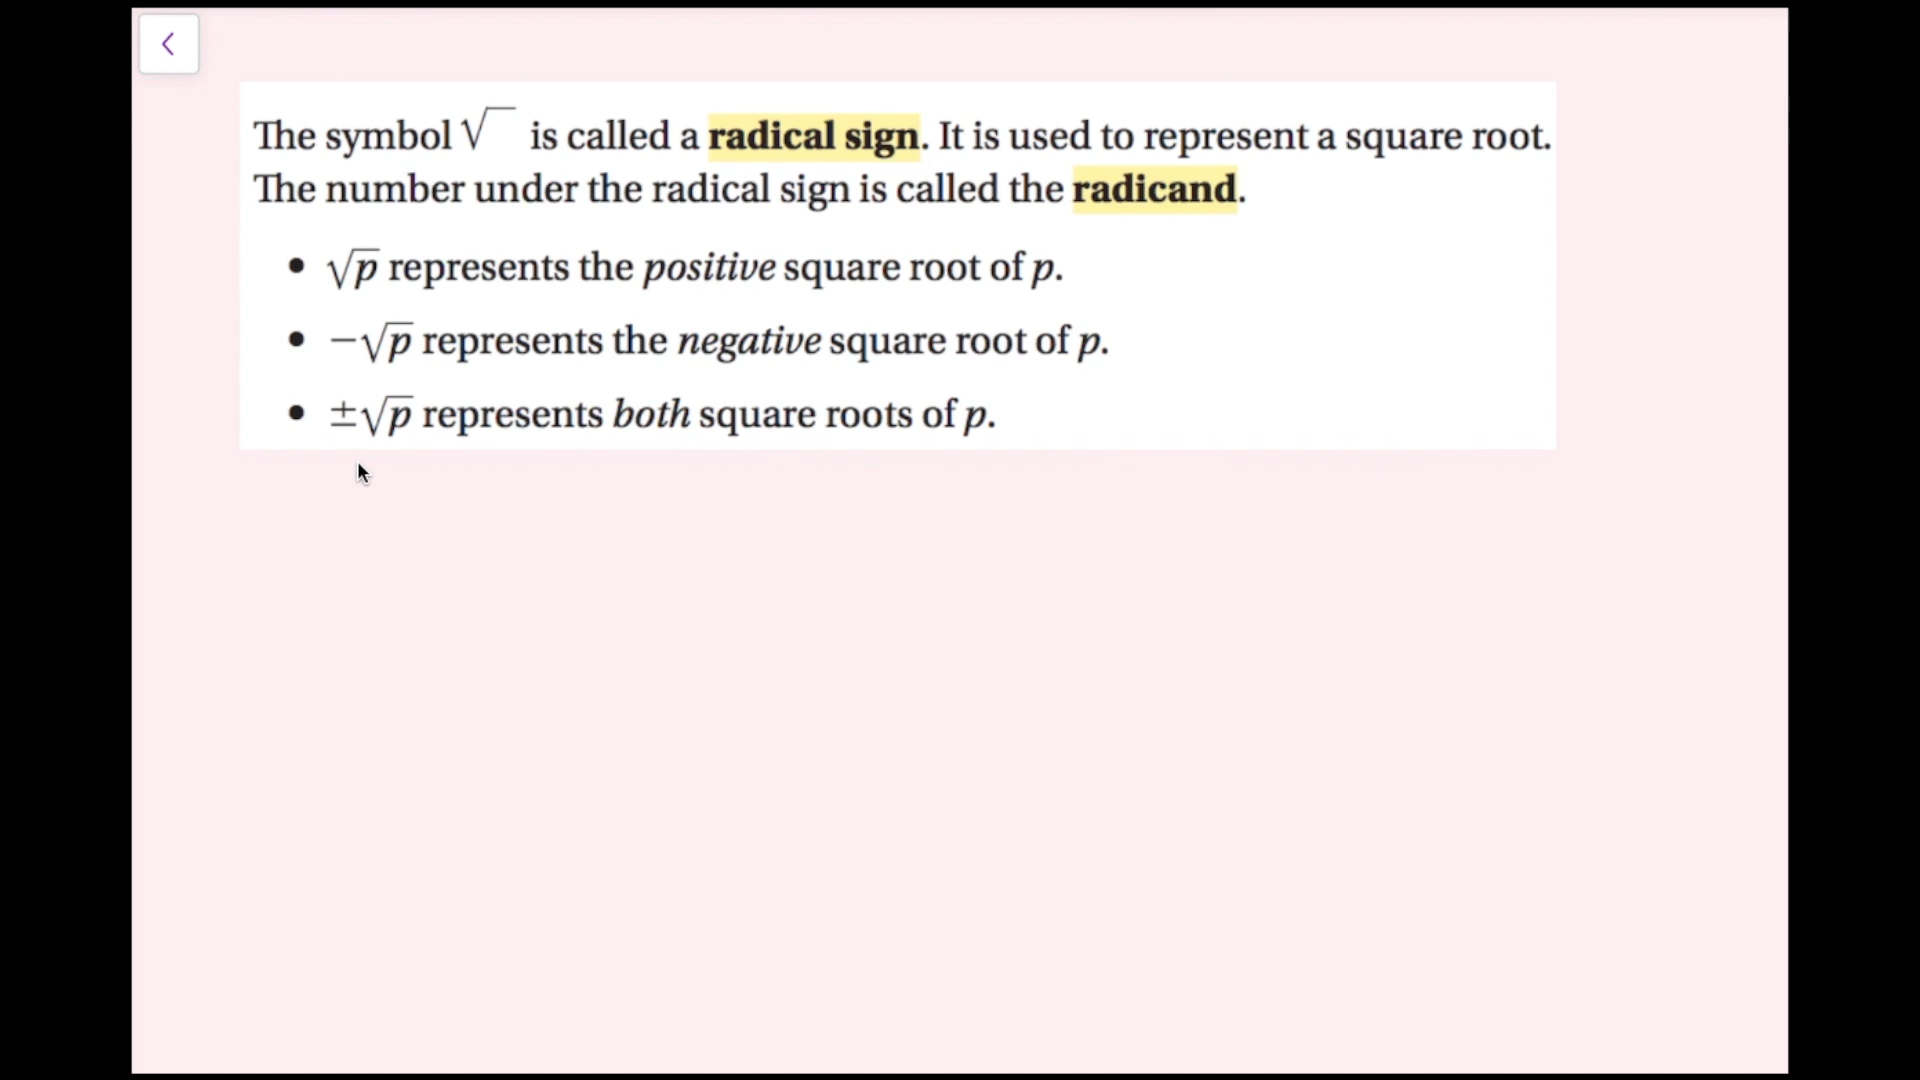 The symbol √ is called a radical sign. It is used to represent a square root.
The number under the radical sign is called the radicand.
• √p represents the positive square root of p.
• −√p represents the negative square root of p.
• ±√p represents both square roots of p.